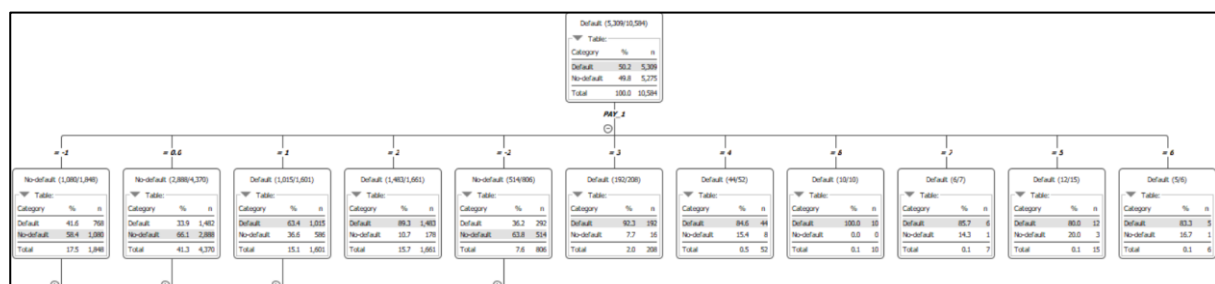 Default (5,309/10,584)
Table:
Category % n
Default 50.2 5,309
No-default 49.8 5,275
Total 100.0 10,584
PAY_1
= -1
No-default (1,080/1,848)
Table:
Category % n
Default 41.6 768
No-default 58.4 1,080
Total 17.5 1,848
= 0.6
No-default (2,888/4,370)
Table:
Category % n
Default 33.9 1,482
No-default 66.1 2,888
Total 41.3 4,370
= 1
Default (1,015/1,601)
Table:
Category % n
Default 63.4 1,015
No-default 36.6 586
Total 15.1 1,601
= 2
Default (1,483/1,661)
Table:
Category % n
Default 89.3 1,483
No-default 10.7 178
Total 15.7 1,661
= -2
No-default (514/806)
Table:
Category % n
Default 36.2 292
No-default 63.8 514
Total 7.6 806
= 3
Default (192/208)
Table:
Category % n
Default 92.3 192
No-default 7.7 16
Total 2.0 208
= 4
Default (44/52)
Table:
Category % n
Default 84.6 44
No-default 15.4 8
Total 0.5 52
Default (10/10)
Table:
Category % n
Default 100.0 10
No-default 0.0 0
Total 0.1 10
= 7
Default (6/7)
Table:
Category % n
Default 85.7 6
No-default 14.3 1
Total 0.1 7
= 5
Default (12/15)
Table:
Category % n
Default 80.0 12
No-default 20.0 3
Total 0.1 15
= 6
Default (5/6)
Table:
Category % n
Default 83.3 5
No-default 16.7 1
Total 0.1 6